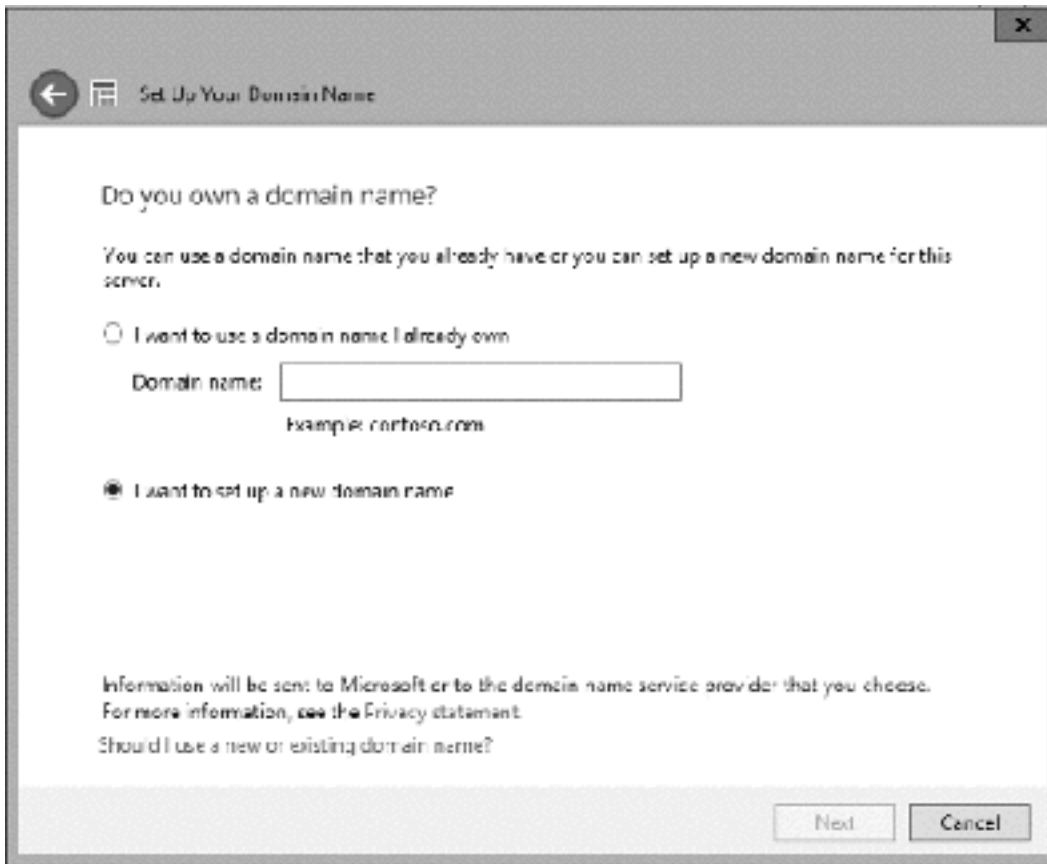 x
Set Up Your Domain Name
Do you own a domain name?
You can use a domain name that you already have or you can set up a new domain name for this
server.
I want to use a domain name I already own
Domain name:
Example: contoso.com
I want to set up a new domain name
Information will be sent to Microsoft or to the domain name service provider that you choose.
For more information, see the Privacy statement.
Should I use a new or existing domain name?
Next
Cancel